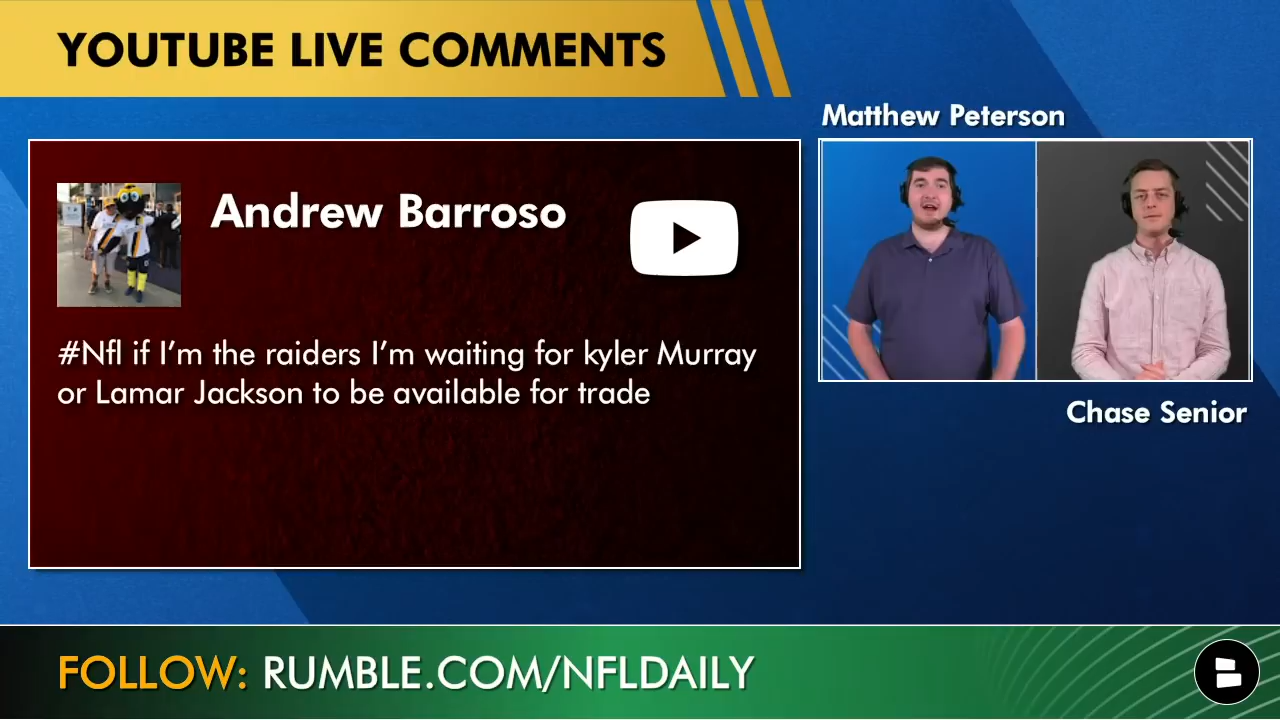 YOUTUBE LIVE COMMENTS
Matthew Peterson
Andrew Barroso
#Nfl if I'm the raiders I'm waiting for kyler Murray
or Lamar Jackson to be available for trade
Chase Senior
FOLLOW: RUMBLE.COM/NFLDAILY